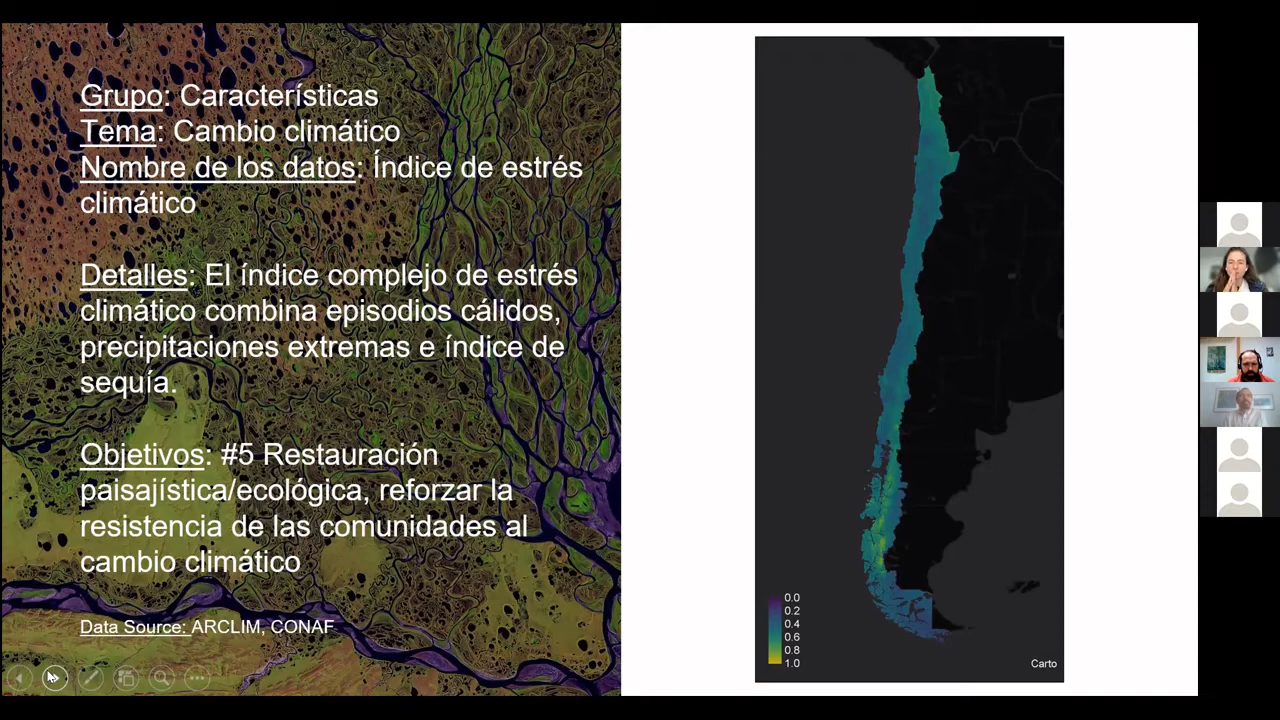 Grupo: Características
Tema: Cambio climático
Nombre de los datos: Índice de estrés
climático
Detalles: El índice complejo de estrés
climático combina episodios cálidos,
precipitaciones extremas e índice de
sequía.
Objetivos: #5 Restauración
paisajística/ecológica, reforzar la
resistencia de las comunidades al
cambio climático
Data Source: ARCLIM, CONAF
0.0
0.2
0.4
0.6
0.8
1.0
Carto